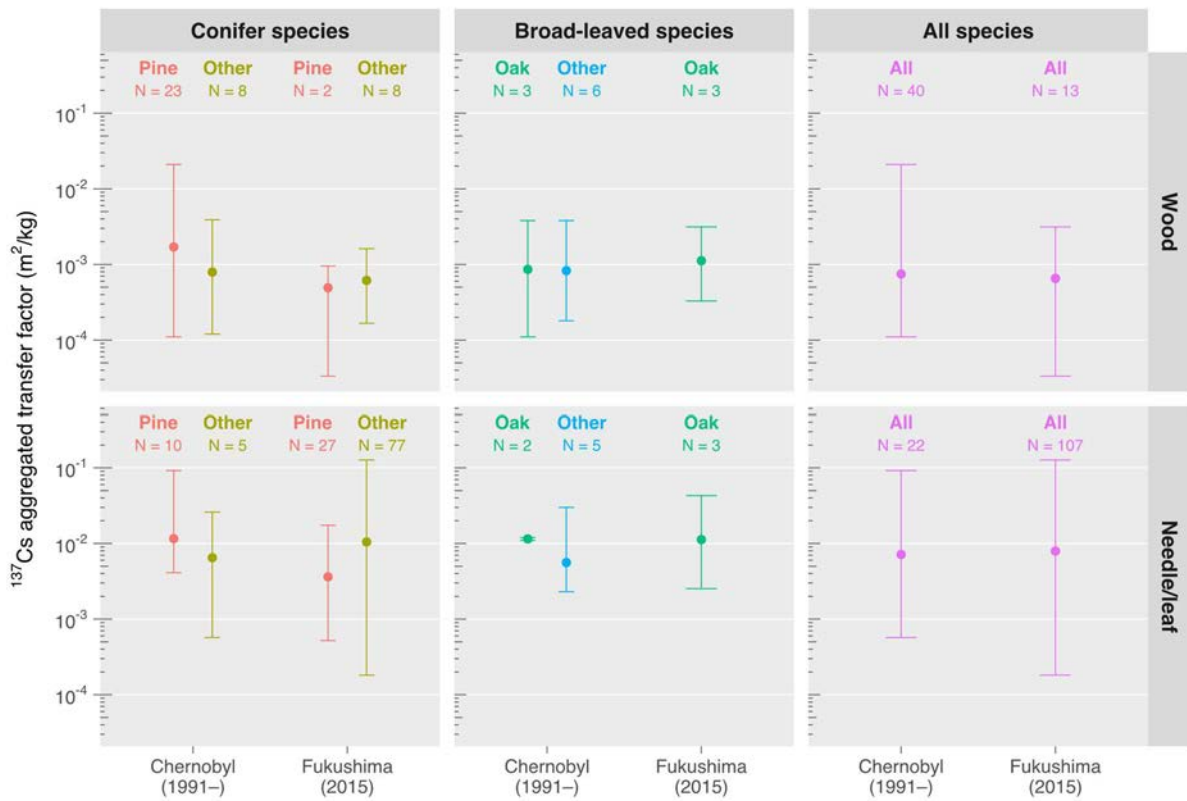 Conifer species
Broad-leaved species
All species
Pine Other Pine Other
N = 23 N = 8 N = 2 N = 8
Oak Other Oak
N = 3 N = 6 N = 3
All All
N = 40 N = 13
10⁻¹
10⁻²
10⁻³
10⁻⁴
Wood
¹³⁷Cs aggregated transfer factor (m²/kg)
Pine Other Pine Other
N = 10 N = 5 N = 27 N = 77
Oak Other Oak
N = 2 N = 5 N = 3
All All
N = 22 N = 107
10⁻¹
10⁻²
10⁻³
10⁻⁴
Needle/leaf
Chernobyl
(1991–)
Fukushima
(2015)
Chernobyl
(1991–)
Fukushima
(2015)
Chernobyl
(1991–)
Fukushima
(2015)